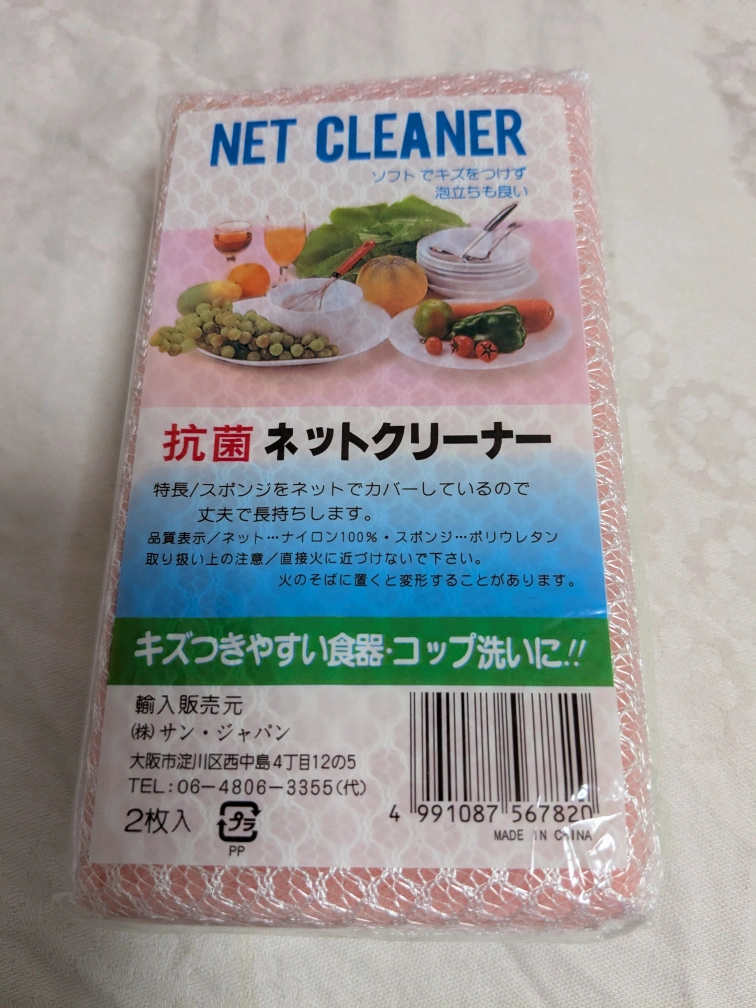 NET CLEANER
ソフトでキズをつけず
泡立ちも良い
抗菌 ネットクリーナー
特長/スポンジをネットでカバーしているので
丈夫で長持ちします。
品質表示/ネット…ナイロン100%・スポンジ…ポリウレタン
取り扱い上の注意/直接火に近づけないで下さい。
火のそばに置くと変形することがあります。
キズつきやすい食器・コップ洗いに!!
輸入販売元
(株)サン・ジャパン
大阪市淀川区西中島4丁目12の5
TEL:06-4806-3355(代)
2枚入 プラ
PP
4 991087 567820
MADE IN CHINA